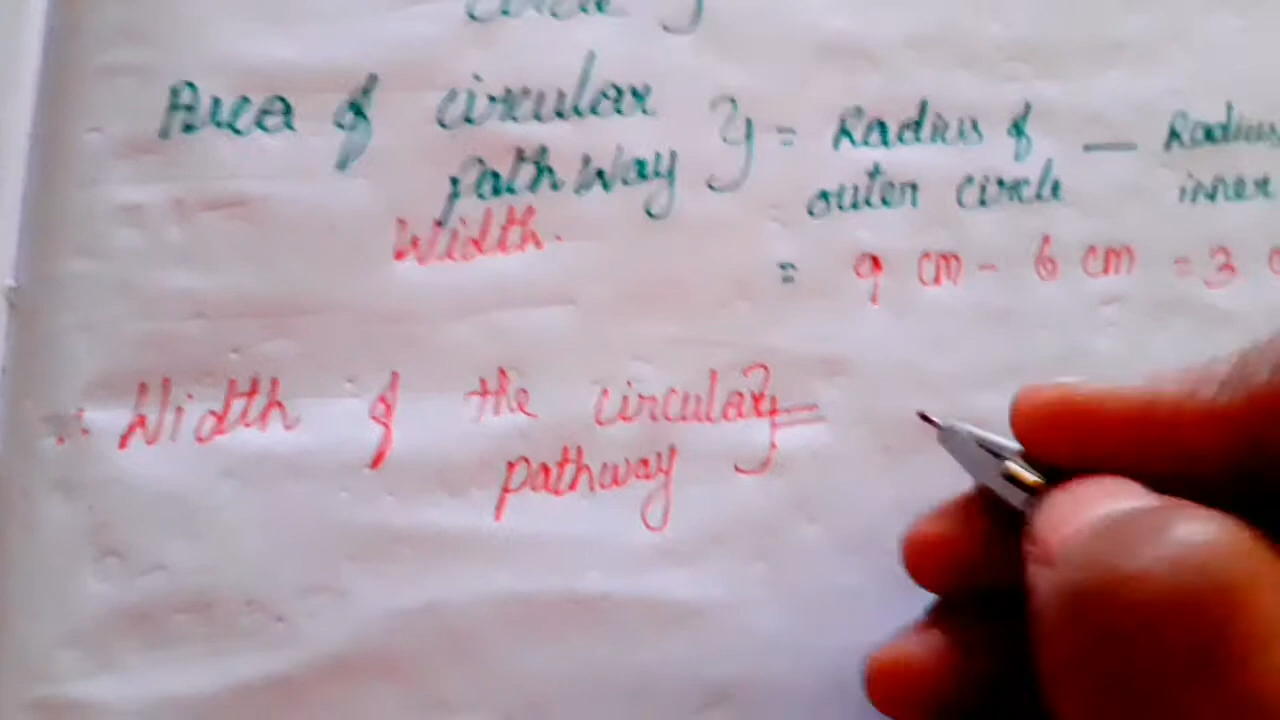 circle }
Area of circular } = Radius of — Radius
pathway outer circle inner
Width.
= 9 cm - 6 cm = 3 c
∴ Width of the circular } =
pathway